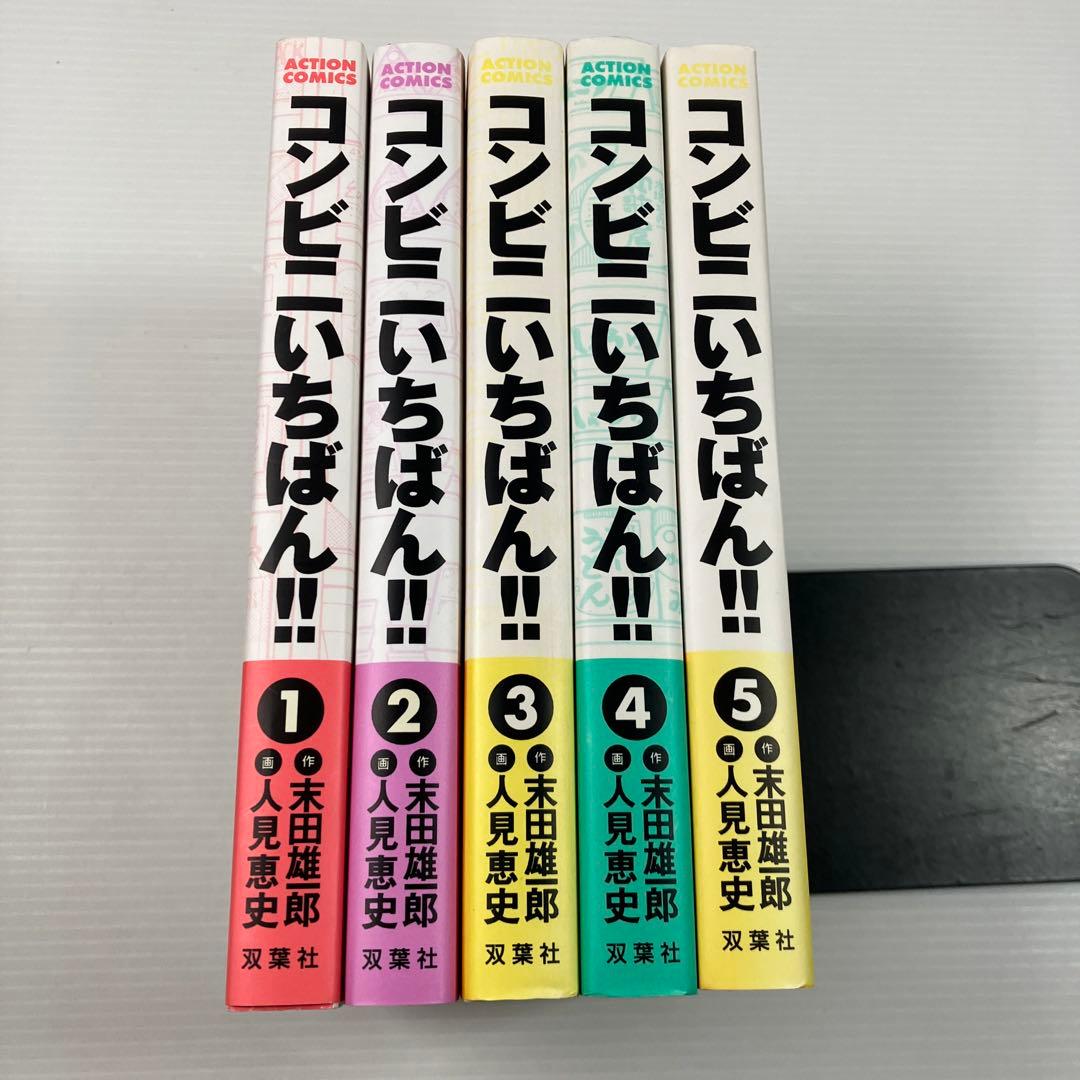 ACTION
COMICS
コンビニいちばん!!
1
作 末田雄一郎
画 人見恵史
双葉社
ACTION
COMICS
コンビニいちばん!!
2
作 末田雄一郎
画 人見恵史
双葉社
ACTION
COMICS
コンビニいちばん!!
3
作 末田雄一郎
画 人見恵史
双葉社
ACTION
COMICS
コンビニいちばん!!
4
作 末田雄一郎
画 人見恵史
双葉社
ACTION
COMICS
コンビニいちばん!!
5
作 末田雄一郎
画 人見恵史
双葉社